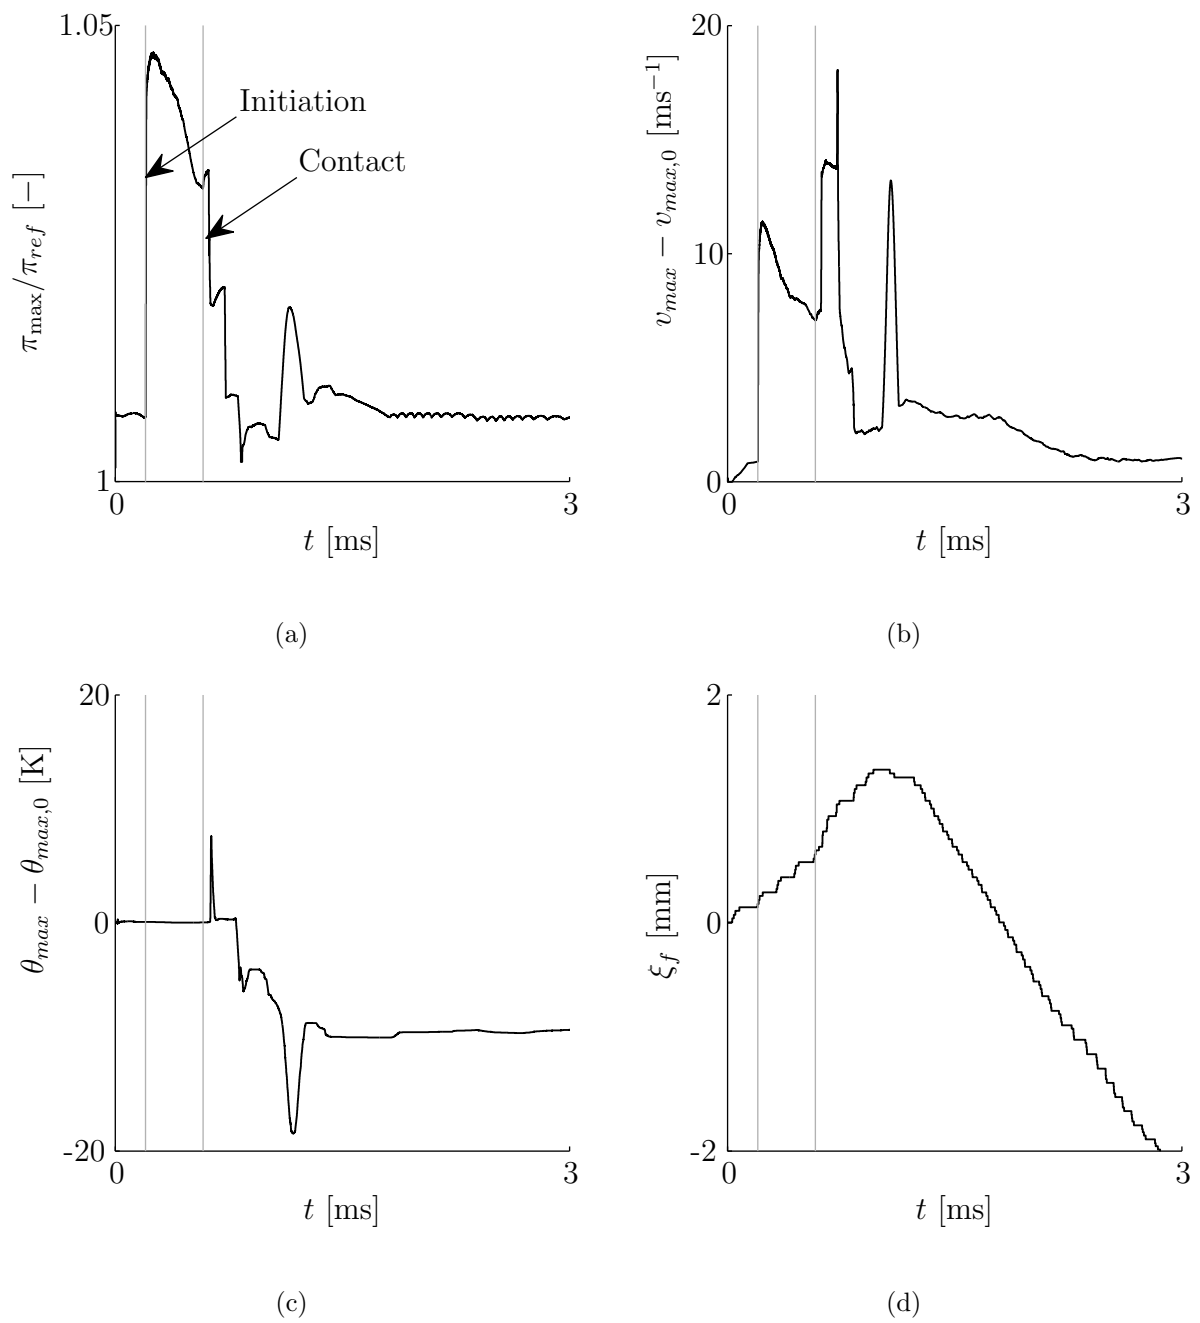 1.05
Initiation
Contact
π_max/π_ref [−]
1
0
3
t [ms]
(a)
20
10
v_max − v_max,0 [ms⁻¹]
0
0
3
t [ms]
(b)
20
θ_max − θ_max,0 [K]
0
-20
0
3
t [ms]
(c)
2
ξ_f [mm]
0
-2
0
3
t [ms]
(d)